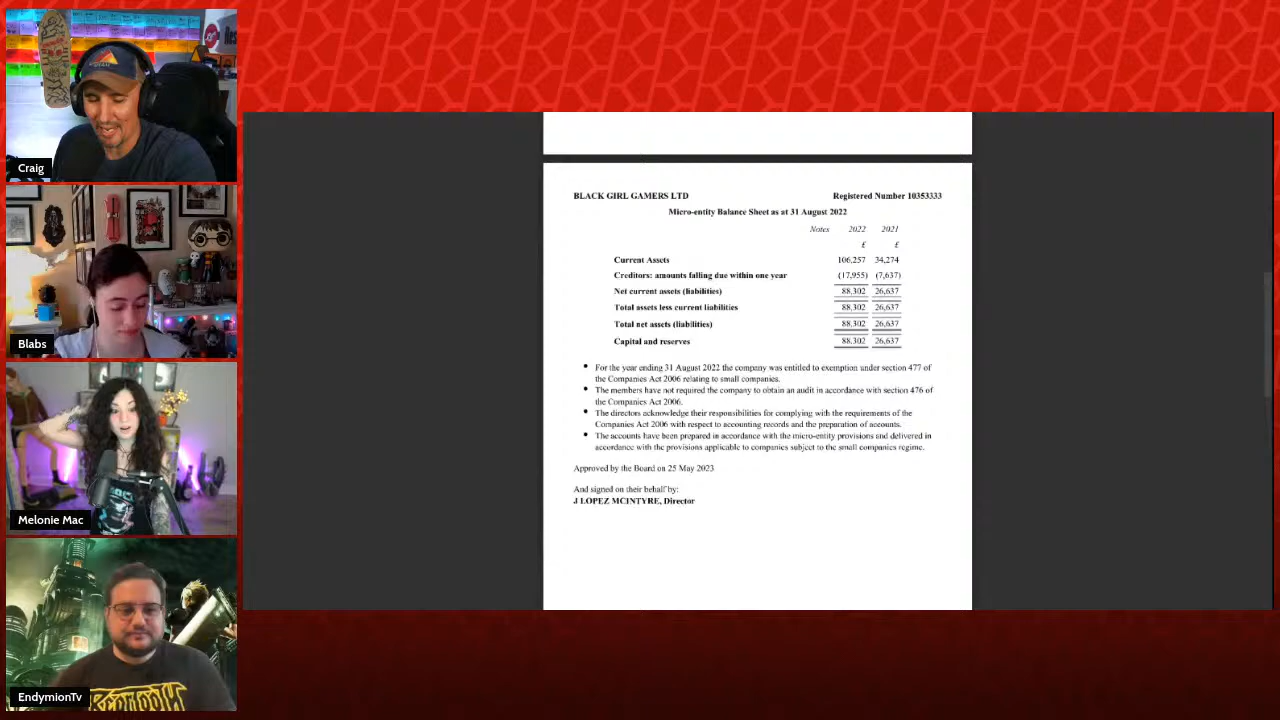 Craig
Blabs
Melonie Mac
EndymionTv
BLACK GIRL GAMERS LTD Registered Number 10353333
Micro-entity Balance Sheet as at 31 August 2022
Notes 2022 2021
£ £
Current Assets 106,257 34,274
Creditors: amounts falling due within one year (17,955) (7,637)
Net current assets (liabilities) 88,302 26,637
Total assets less current liabilities 88,302 26,637
Total net assets (liabilities) 88,302 26,637
Capital and reserves 88,302 26,637
• For the year ending 31 August 2022 the company was entitled to exemption under section 477 of
the Companies Act 2006 relating to small companies.
• The members have not required the company to obtain an audit in accordance with section 476 of
the Companies Act 2006.
• The directors acknowledge their responsibilities for complying with the requirements of the
Companies Act 2006 with respect to accounting records and the preparation of accounts.
• The accounts have been prepared in accordance with the micro-entity provisions and delivered in
accordance with the provisions applicable to companies subject to the small companies regime.
Approved by the Board on 25 May 2023
And signed on their behalf by:
J LOPEZ MCINTYRE, Director